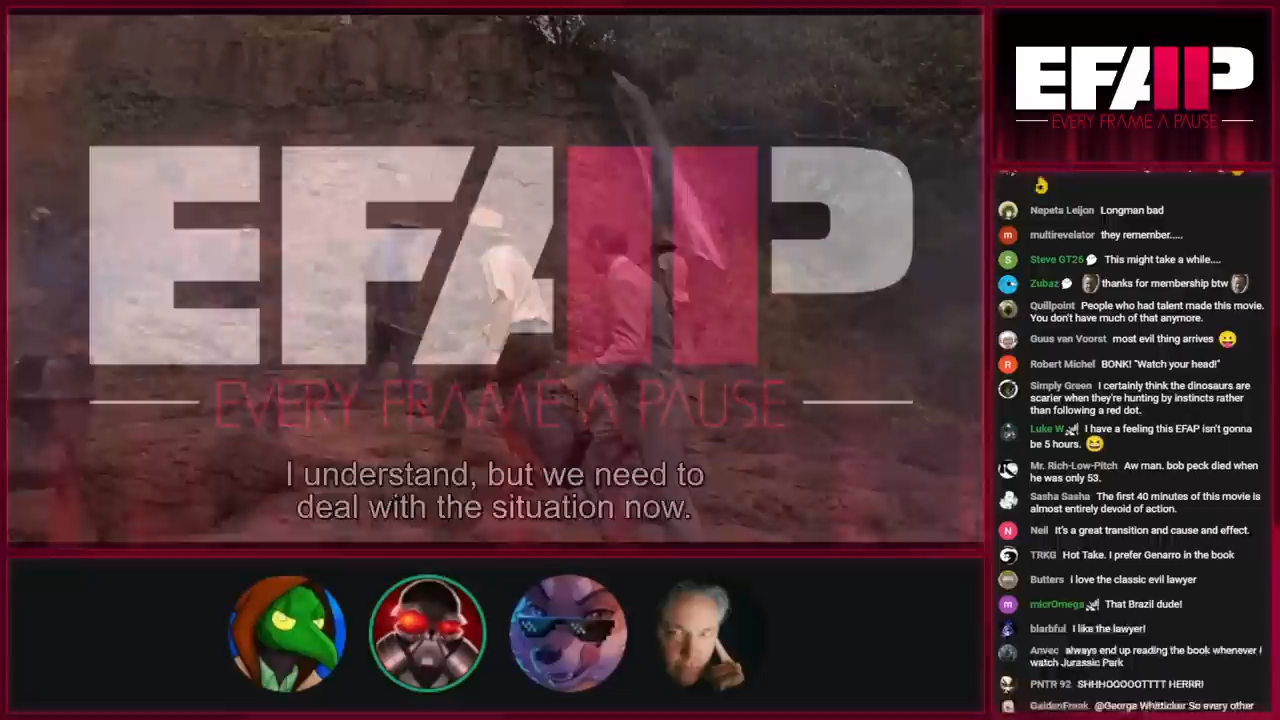 EFAP
EVERY FRAME A PAUSE
I understand, but we need to
deal with the situation now.
EFAP
EVERY FRAME A PAUSE
Nepeta Leijon Longman bad
multirevelator they remember.....
Steve GT26 This might take a while....
Zubaz thanks for membership btw
Quillpoint People who had talent made this movie.
You don't have much of that anymore.
Guus van Voorst most evil thing arrives
Robert Michel BONK! "Watch your head!"
Simply Green I certainly think the dinosaurs are
scarier when they're hunting by instincts rather
than following a red dot.
Luke W I have a feeling this EFAP isn't gonna
be 5 hours.
Mr. Rich-Low-Pitch Aw man. bob peck died when
he was only 53.
Sasha Sasha The first 40 minutes of this movie is
almost entirely devoid of action.
Neil It's a great transition and cause and effect.
TRKG Hot Take. I prefer Genarro in the book
Butters i love the classic evil lawyer
micrOmega That Brazil dude!
blarbful I like the lawyer!
Anvec always end up reading the book whenever I
watch Jurassic Park
PNTR 92 SHHHOOOOTTTT HERRR!
GaidenFreak @George Whitticker So every other